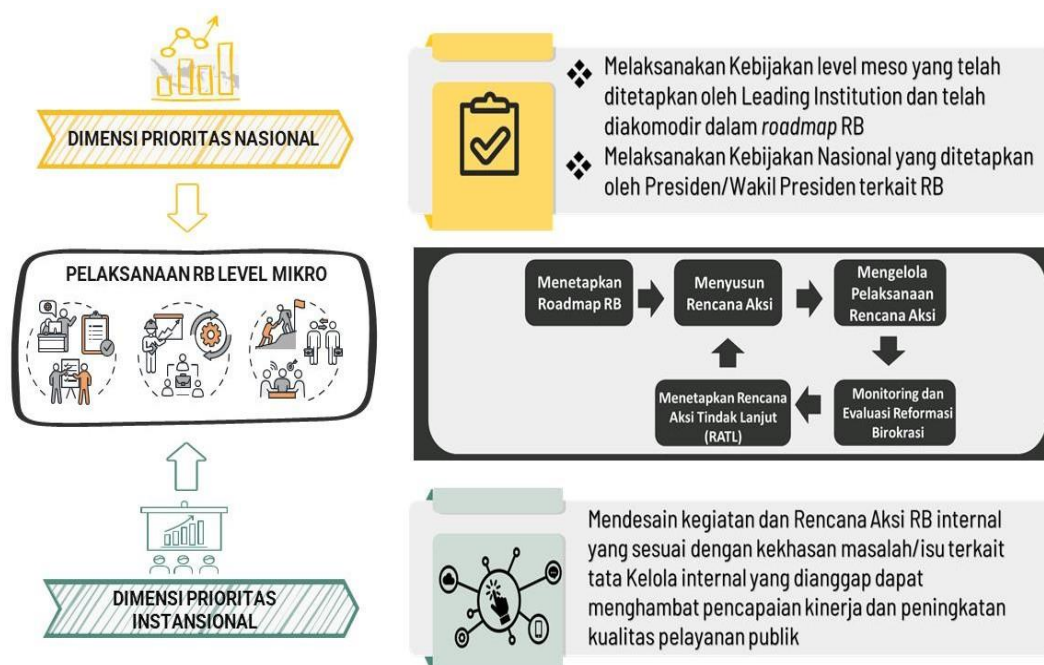 DIMENSI PRIORITAS NASIONAL
Melaksanakan Kebijakan level meso yang telah
ditetapkan oleh Leading Institution dan telah
diakomodir dalam roadmap RB
Melaksanakan Kebijakan Nasional yang ditetapkan
oleh Presiden/Wakil Presiden terkait RB
PELAKSANAAN RB LEVEL MIKRO
Menetapkan
Roadmap RB
Menyusun
Rencana Aksi
Mengelola
Pelaksanaan
Rencana Aksi
Menetapkan Rencana
Aksi Tindak Lanjut
(RATL)
Monitoring dan
Evaluasi Reformasi
Birokrasi
DIMENSI PRIORITAS
INSTANSIONAL
Mendesain kegiatan dan Rencana Aksi RB internal
yang sesuai dengan kekhasan masalah/isu terkait
tata Kelola internal yang dianggap dapat
menghambat pencapaian kinerja dan peningkatan
kualitas pelayanan publik